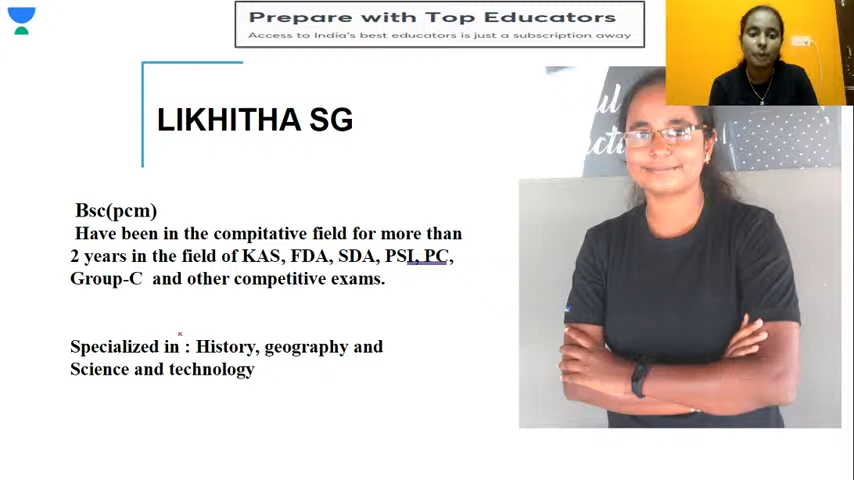 Prepare with Top Educators
Access to India's best educators is just a subscription away
LIKHITHA SG
Bsc(pcm)
Have been in the compitative field for more than
2 years in the field of KAS, FDA, SDA, PSI, PC,
Group-C and other competitive exams.
Specialized in : History, geography and
Science and technology